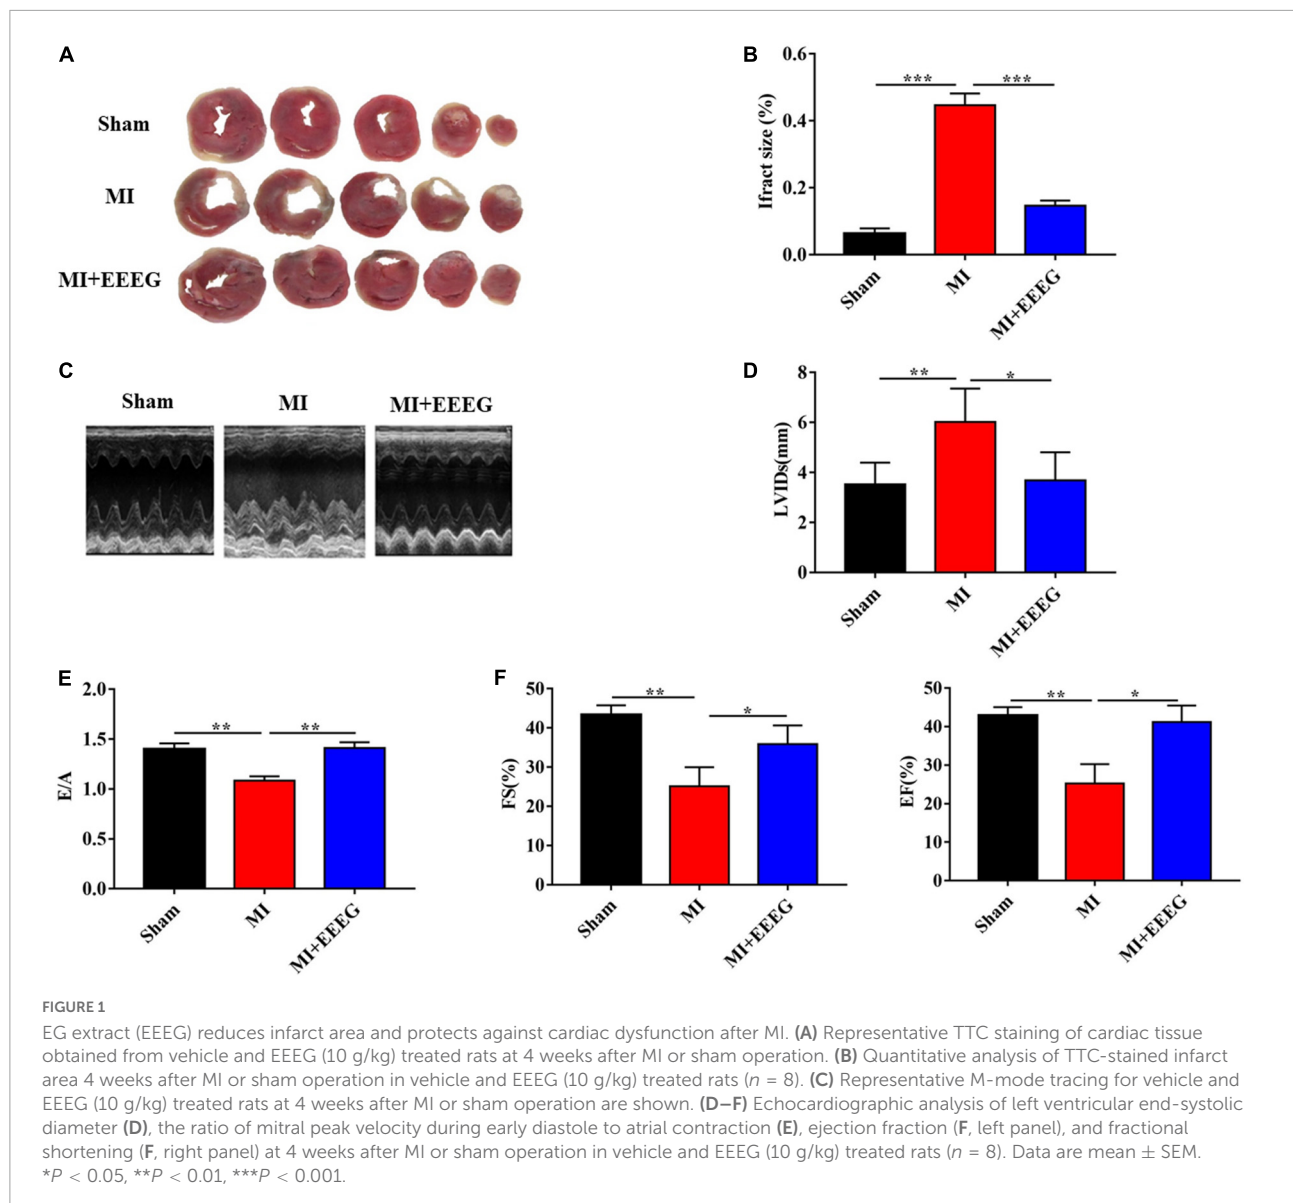 A
Sham
MI
MI+EEEG
B
Ifract size (%)
0.6
0.4
0.2
0.0
***
***
Sham
MI
MI+EEEG
C
Sham
MI
MI+EEEG
D
LVIDs(mm)
8
6
4
2
0
**
*
Sham
MI
MI+EEEG
E
E/A
2.0
1.5
1.0
0.5
0.0
**
**
Sham
MI
MI+EEEG
F
FS(%)
50
40
30
20
10
0
**
*
Sham
MI
MI+EEEG
EF(%)
50
40
30
20
10
0
**
*
Sham
MI
MI+EEEG
FIGURE 1
EG extract (EEEG) reduces infarct area and protects against cardiac dysfunction after MI. (A) Representative TTC staining of cardiac tissue
obtained from vehicle and EEEG (10 g/kg) treated rats at 4 weeks after MI or sham operation. (B) Quantitative analysis of TTC-stained infarct
area 4 weeks after MI or sham operation in vehicle and EEEG (10 g/kg) treated rats (n = 8). (C) Representative M-mode tracing for vehicle and
EEEG (10 g/kg) treated rats at 4 weeks after MI or sham operation are shown. (D–F) Echocardiographic analysis of left ventricular end-systolic
diameter (D), the ratio of mitral peak velocity during early diastole to atrial contraction (E), ejection fraction (F, left panel), and fractional
shortening (F, right panel) at 4 weeks after MI or sham operation in vehicle and EEEG (10 g/kg) treated rats (n = 8). Data are mean ± SEM.
*P < 0.05, **P < 0.01, ***P < 0.001.